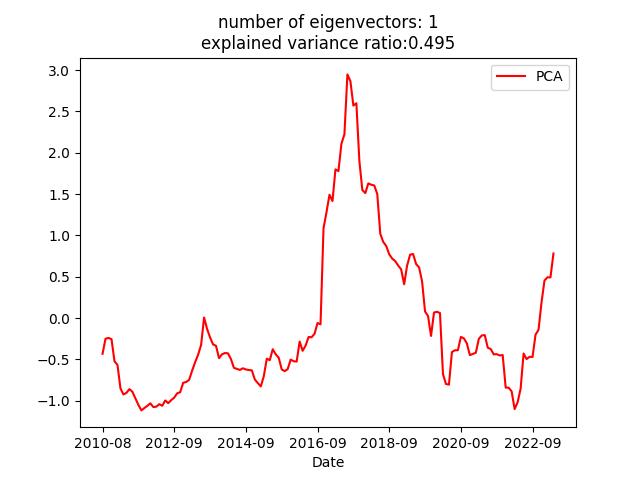 number of eigenvectors: 1
explained variance ratio:0.495
PCA
3.0
2.5
2.0
1.5
1.0
0.5
0.0
−0.5
−1.0
2010-08 2012-09 2014-09 2016-09 2018-09 2020-09 2022-09
Date